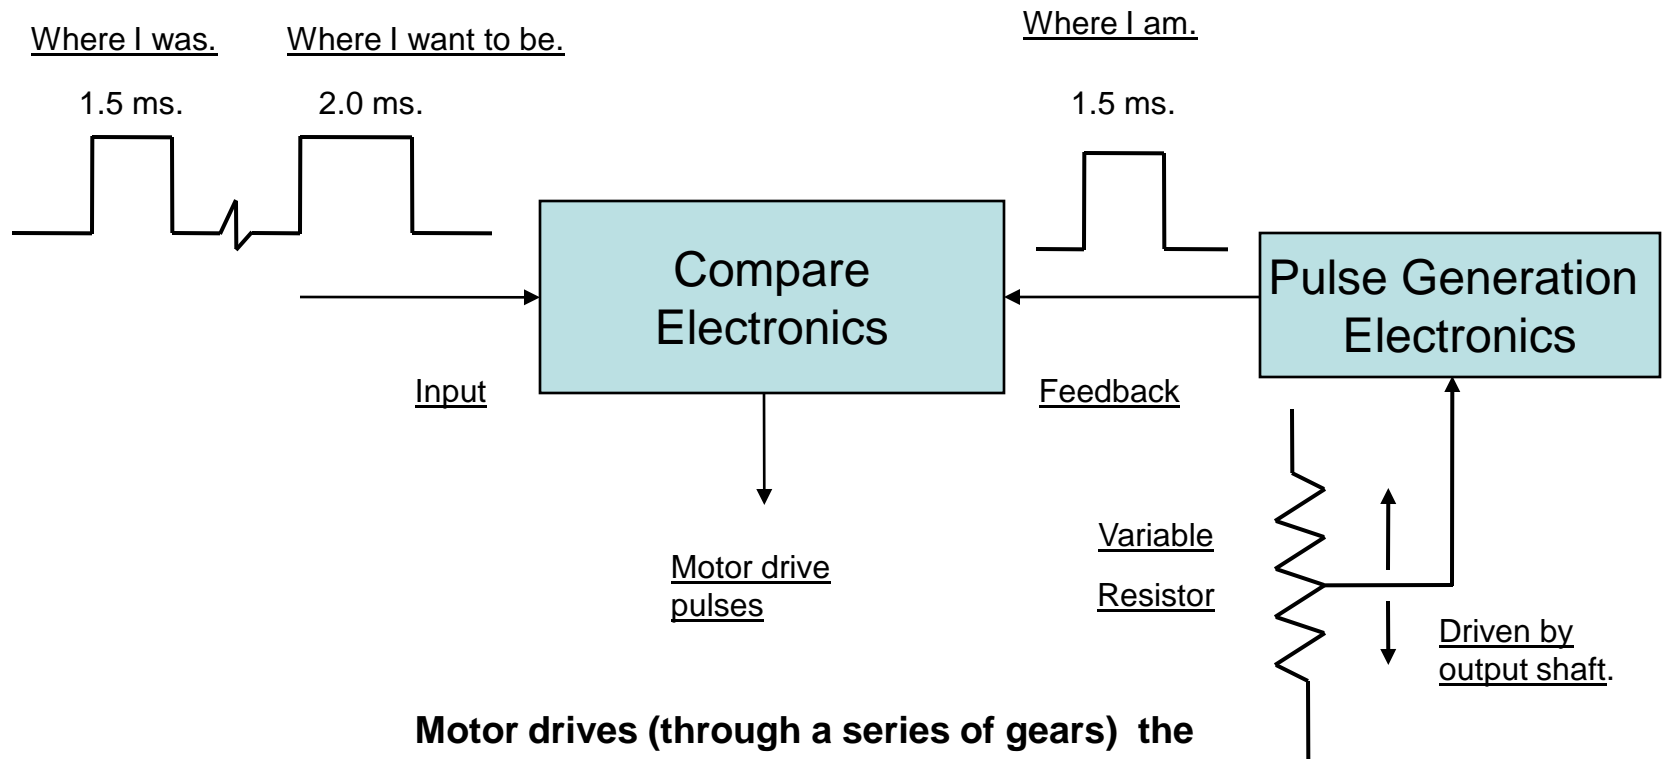 Where I was.
Where I want to be.
Where I am.
1.5 ms.
2.0 ms.
1.5 ms.
Compare
Electronics
Pulse Generation
Electronics
Input
Feedback
Motor drive
pulses
Variable
Resistor
Driven by
output shaft.
Motor drives (through a series of gears) the